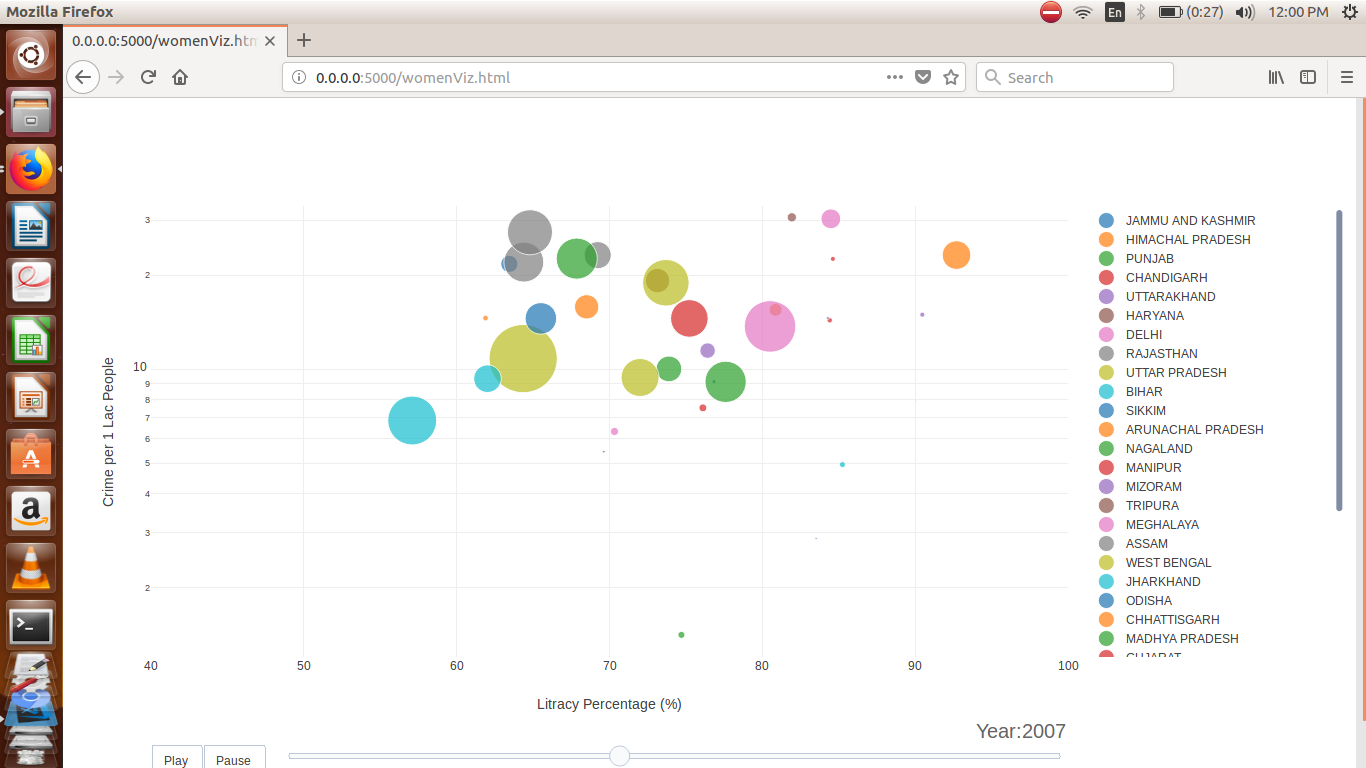 Mozilla Firefox
En
(0:27)
12:00 PM
0.0.0.0:5000/womenViz.htm
0.0.0.0:5000/womenViz.html
Search
3
2
10
9
8
7
6
5
4
3
2
Crime per 1 Lac People
40 50 60 70 80 90 100
Litracy Percentage (%)
JAMMU AND KASHMIR
HIMACHAL PRADESH
PUNJAB
CHANDIGARH
UTTARAKHAND
HARYANA
DELHI
RAJASTHAN
UTTAR PRADESH
BIHAR
SIKKIM
ARUNACHAL PRADESH
NAGALAND
MANIPUR
MIZORAM
TRIPURA
MEGHALAYA
ASSAM
WEST BENGAL
JHARKHAND
ODISHA
CHHATTISGARH
MADHYA PRADESH
GUJARAT
Year:2007
Play
Pause